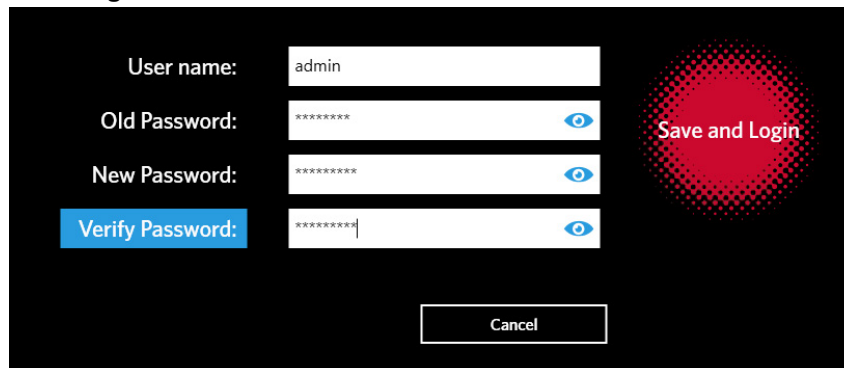 User name: admin
Old Password: ********
Save and Login
New Password: *********
Verify Password: *********
Cancel